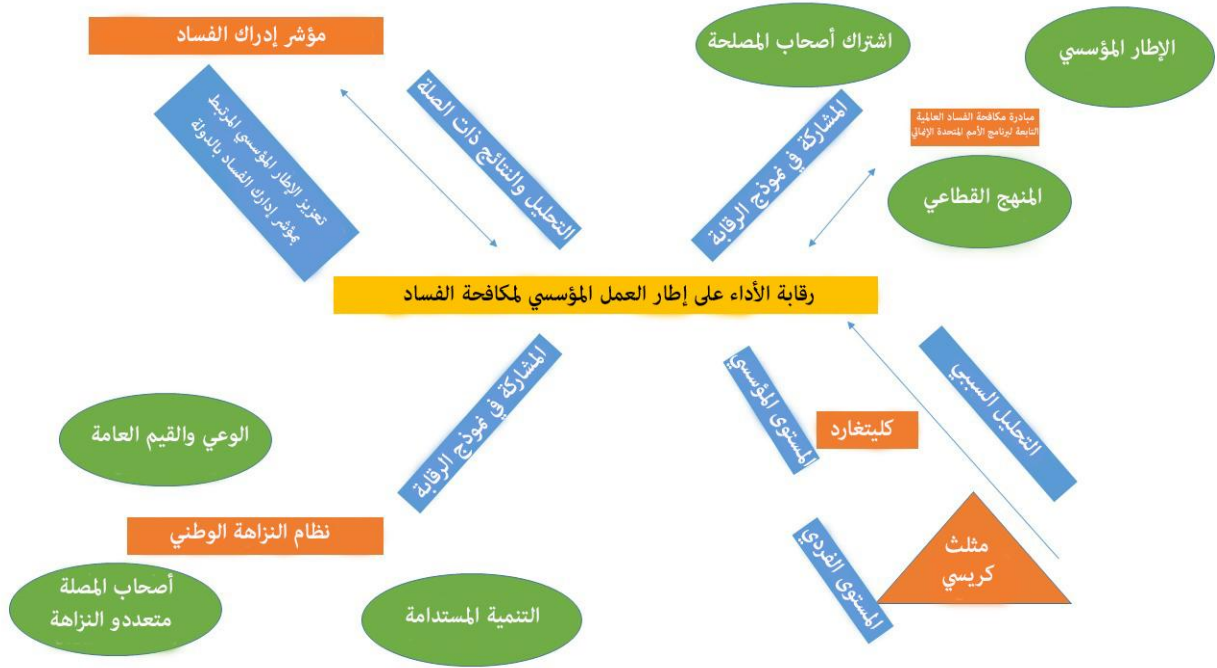 مؤشر إدراك الفساد
اشتراك أصحاب المصلحة
الإطار المؤسسي
تعزيز الإطار المؤسسي المرتبط
بمؤشر إدارك الفساد بالدولة
التحليل والنتائج ذات الصلة
المشاركة في نموذج الرقابة
مبادرة مكافحة الفساد العالمية
التابعة لبرنامج الأمم المتحدة الإنمائي
المنهج القطاعي
رقابة الأداء على إطار العمل المؤسسي لمكافحة الفساد
المشاركة في نموذج الرقابة
المستوى المؤسسي
كليتغارد
التحليل السببي
الوعي والقيم العامة
نظام النزاهة الوطني
أصحاب المصلة
متعددو النزاهة
التنمية المستدامة
المستوى الفردي
مثلث
كريسي